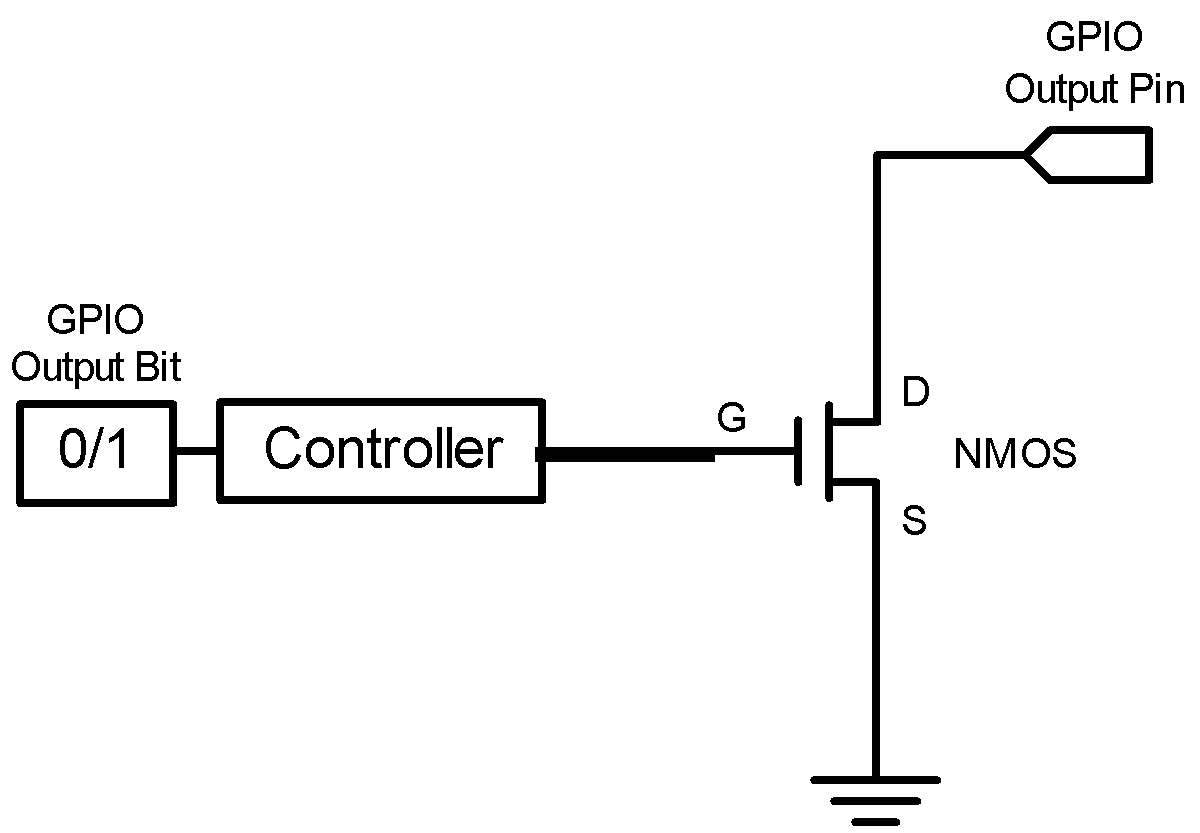 GPIO
Output Pin
GPIO
Output Bit
0/1
Controller
G
D
NMOS
S